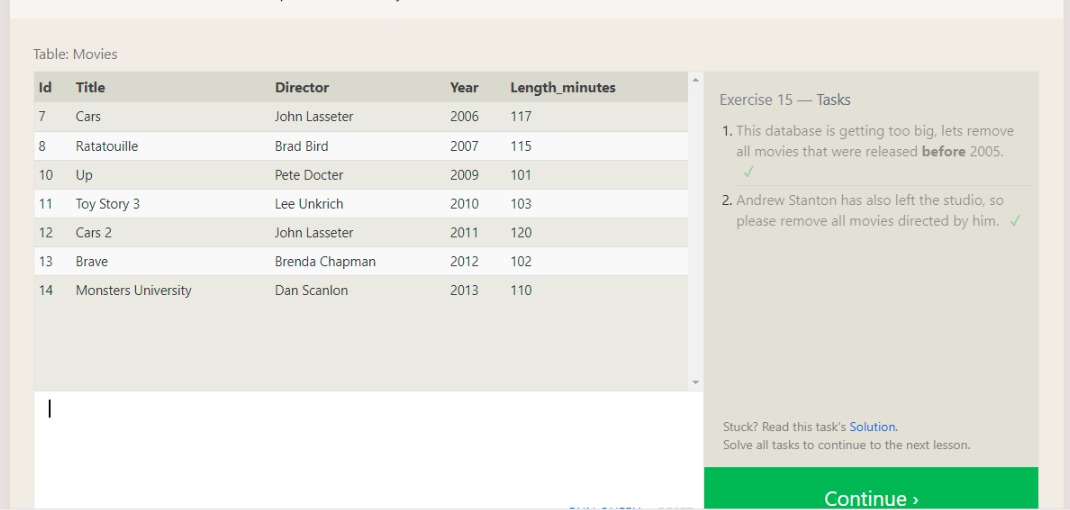 Table: Movies
Id Title Director Year Length_minutes
7 Cars John Lasseter 2006 117
8 Ratatouille Brad Bird 2007 115
10 Up Pete Docter 2009 101
11 Toy Story 3 Lee Unkrich 2010 103
12 Cars 2 John Lasseter 2011 120
13 Brave Brenda Chapman 2012 102
14 Monsters University Dan Scanlon 2013 110
Exercise 15 — Tasks
1. This database is getting too big, lets remove
all movies that were released before 2005.
✓
2. Andrew Stanton has also left the studio, so
please remove all movies directed by him. ✓
Stuck? Read this task's Solution.
Solve all tasks to continue to the next lesson.
Continue ›